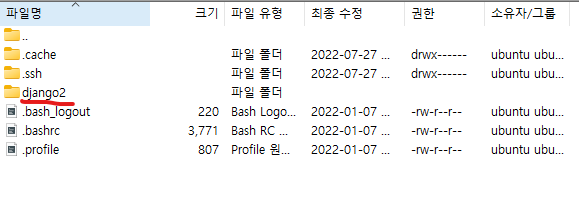 파일명 크기 파일 유형 최종 수정 권한 소유자/그룹
..
.cache 파일 폴더 2022-07-27 ... drwx------ ubuntu ubu...
.ssh 파일 폴더 2022-07-27 ... drwx------ ubuntu ubu...
django2 파일 폴더
.bash_logout 220 Bash Logo... 2022-01-07 ... -rw-r--r-- ubuntu ubu...
.bashrc 3,771 Bash RC ... 2022-01-07 ... -rw-r--r-- ubuntu ubu...
.profile 807 Profile 원... 2022-01-07 ... -rw-r--r-- ubuntu ubu...